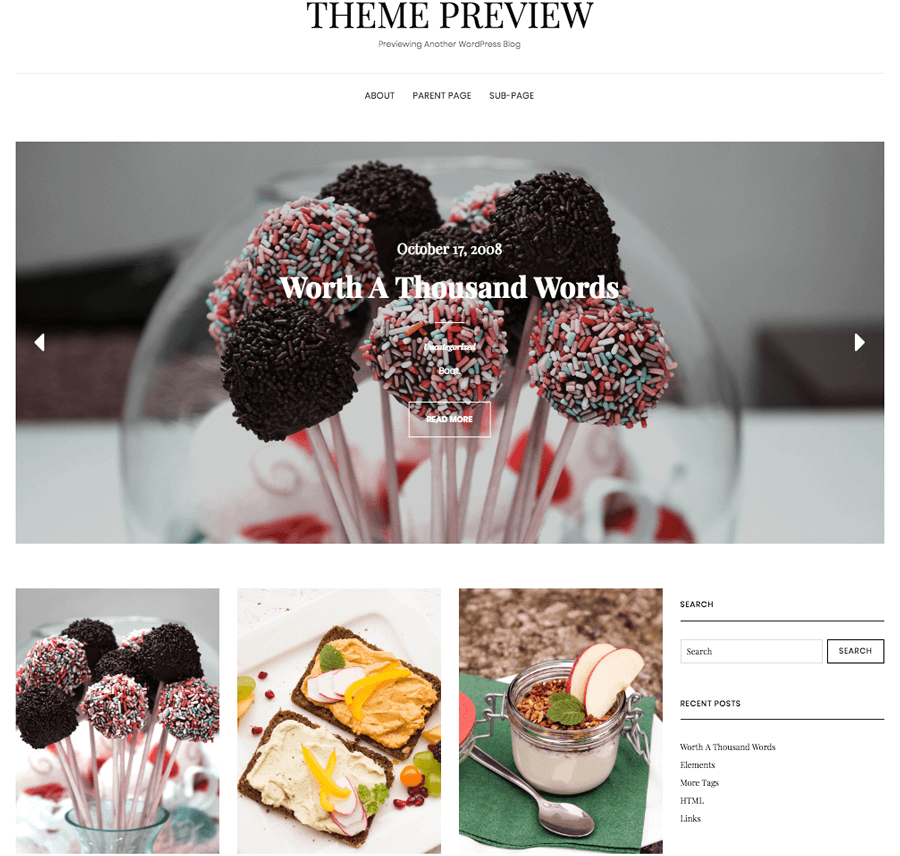 THEME PREVIEW
Previewing Another WordPress Blog
ABOUT PARENT PAGE SUB-PAGE
October 17, 2008
Worth A Thousand Words
Uncategorized
Boat.
READ MORE
SEARCH
Search SEARCH
RECENT POSTS
Worth A Thousand Words
Elements
More Tags
HTML
Links